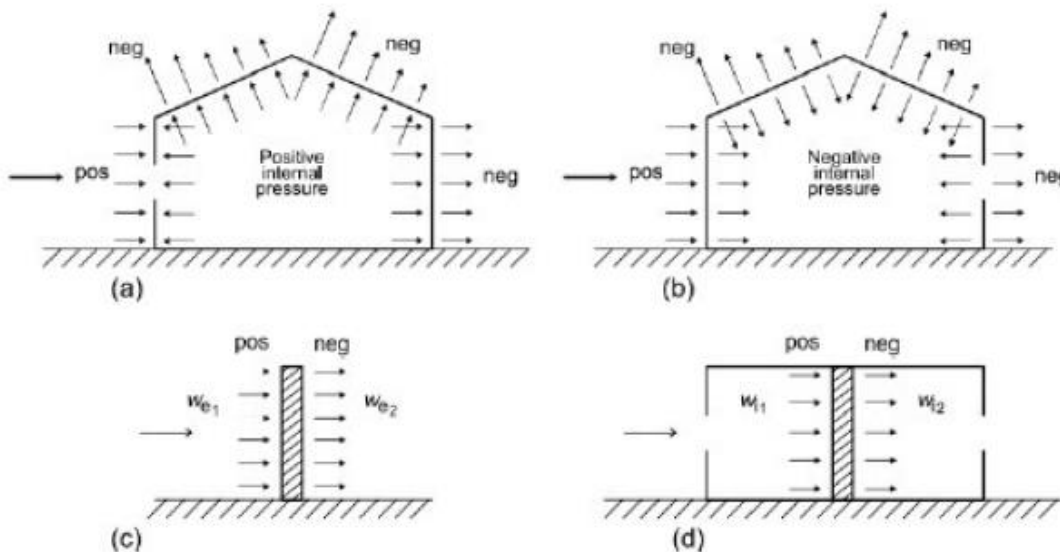 neg
neg
pos
Positive
internal
pressure
neg
(a)
neg
neg
pos
Negative
internal
pressure
neg
(b)
pos
neg
we1
we2
(c)
pos
neg
wi1
wi2
(d)